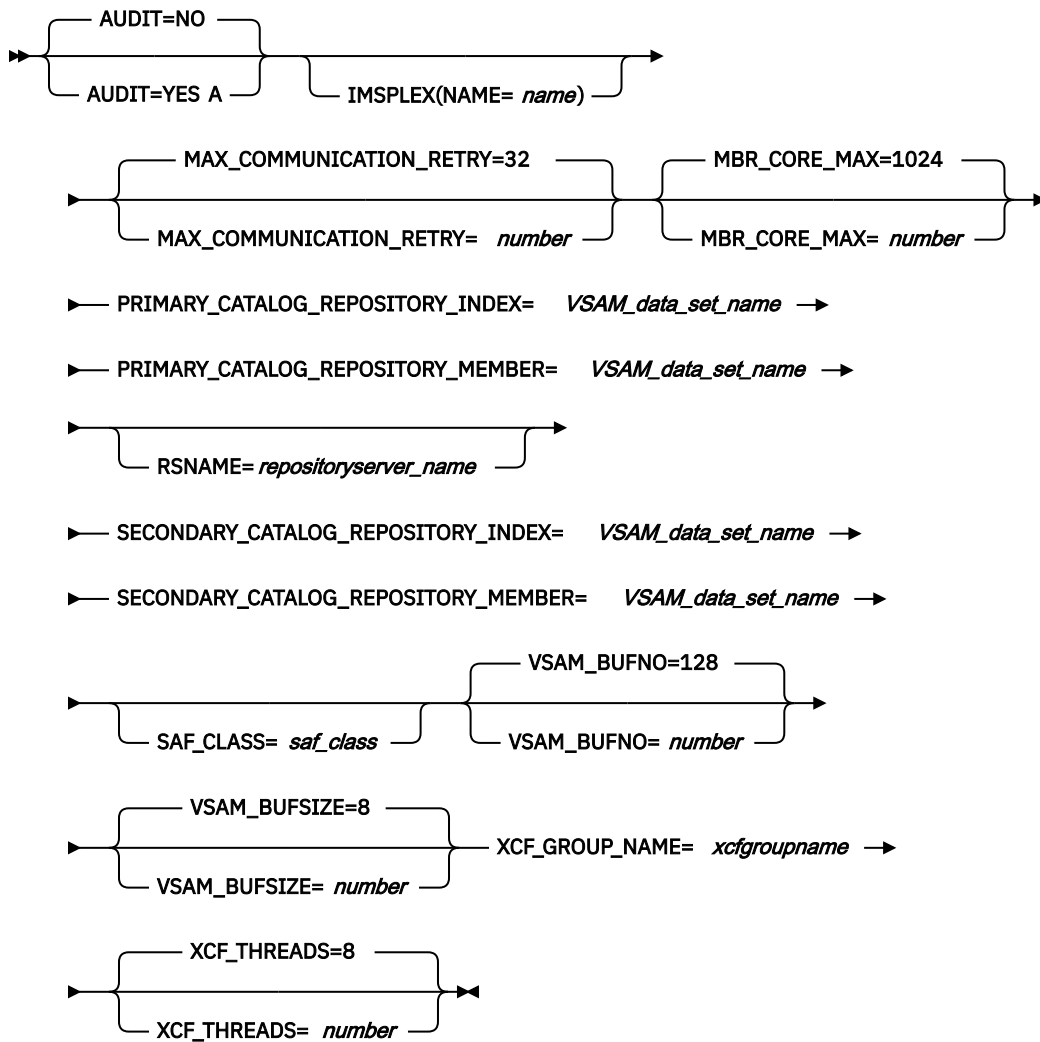 AUDIT=NO
AUDIT=YES A
IMSPLEX(NAME= name)
MAX_COMMUNICATION_RETRY=32
MAX_COMMUNICATION_RETRY= number
MBR_CORE_MAX=1024
MBR_CORE_MAX= number
PRIMARY_CATALOG_REPOSITORY_INDEX= VSAM_data_set_name
PRIMARY_CATALOG_REPOSITORY_MEMBER= VSAM_data_set_name
RSNAME= repositoryserver_name
SECONDARY_CATALOG_REPOSITORY_INDEX= VSAM_data_set_name
SECONDARY_CATALOG_REPOSITORY_MEMBER= VSAM_data_set_name
SAF_CLASS= saf_class
VSAM_BUFNO=128
VSAM_BUFNO= number
VSAM_BUFSIZE=8
VSAM_BUFSIZE= number
XCF_GROUP_NAME= xcfgroupname
XCF_THREADS=8
XCF_THREADS= number